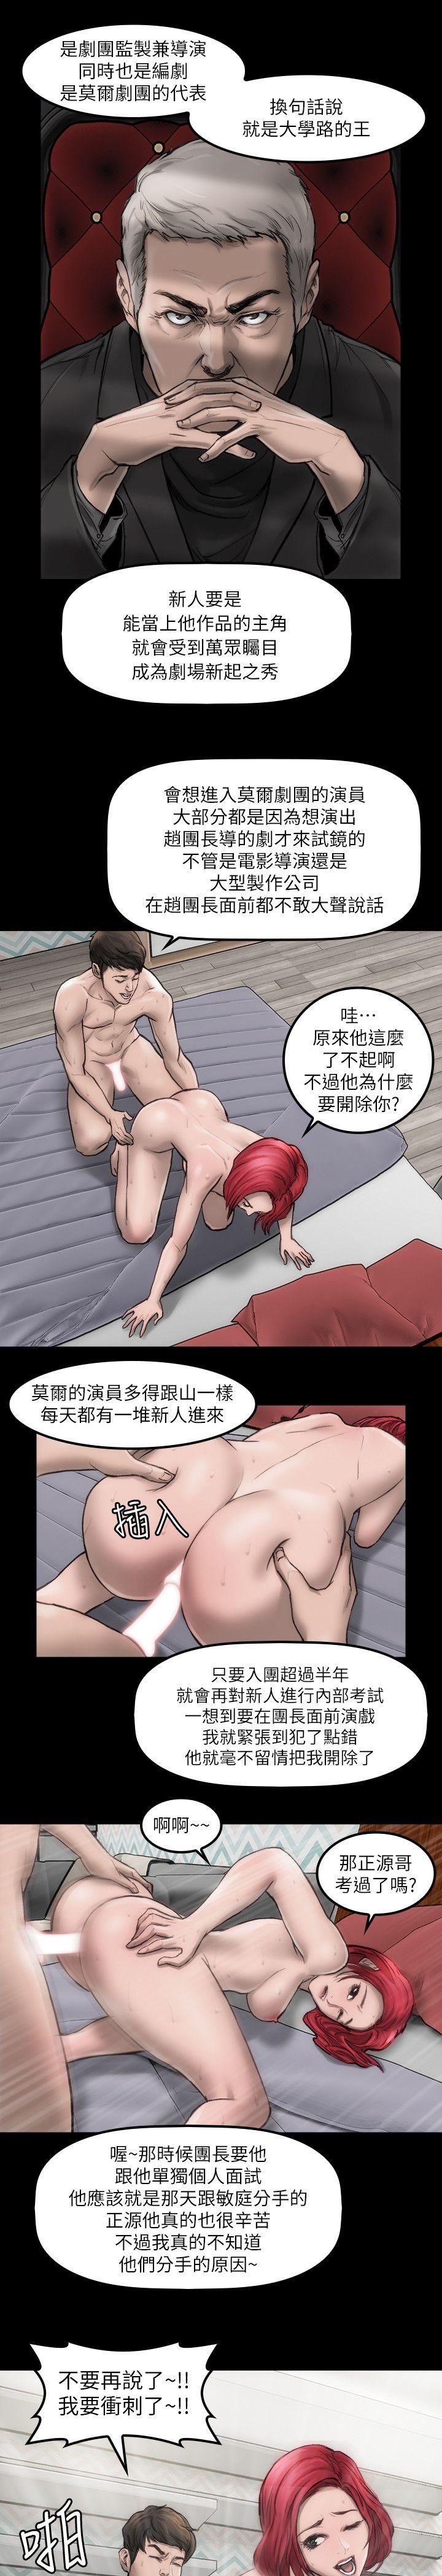 是劇團監製兼導演
同時也是編劇
是莫爾劇團的代表
換句話說
就是大學路的王
新人要是
能當上他作品的主角
就會受到萬眾矚目
成為劇場新起之秀
會想進入莫爾劇團的演員
大部分都是因為想演出
趙團長導的劇才來試鏡的
不管是電影導演還是
大型製作公司
在趙團長面前都不敢大聲說話
哇⋯
原來他這麼
了不起啊
不過他為什麼
要開除你?
莫爾的演員多得跟山一樣
每天都有一堆新人進來
插入
只要入團超過半年
就會再對新人進行內部考試
一想到要在團長面前演戲
我就緊張到犯了點錯
他就毫不留情把我開除了
啊啊~~
那正源哥
考過了嗎?
喔~那時候團長要他
跟他單獨個人面試
他應該就是那天跟敏庭分手的
正源他真的也很辛苦
不過我真的不知道
他們分手的原因~
不要再說了~!!
我要衝刺了~!!
啪